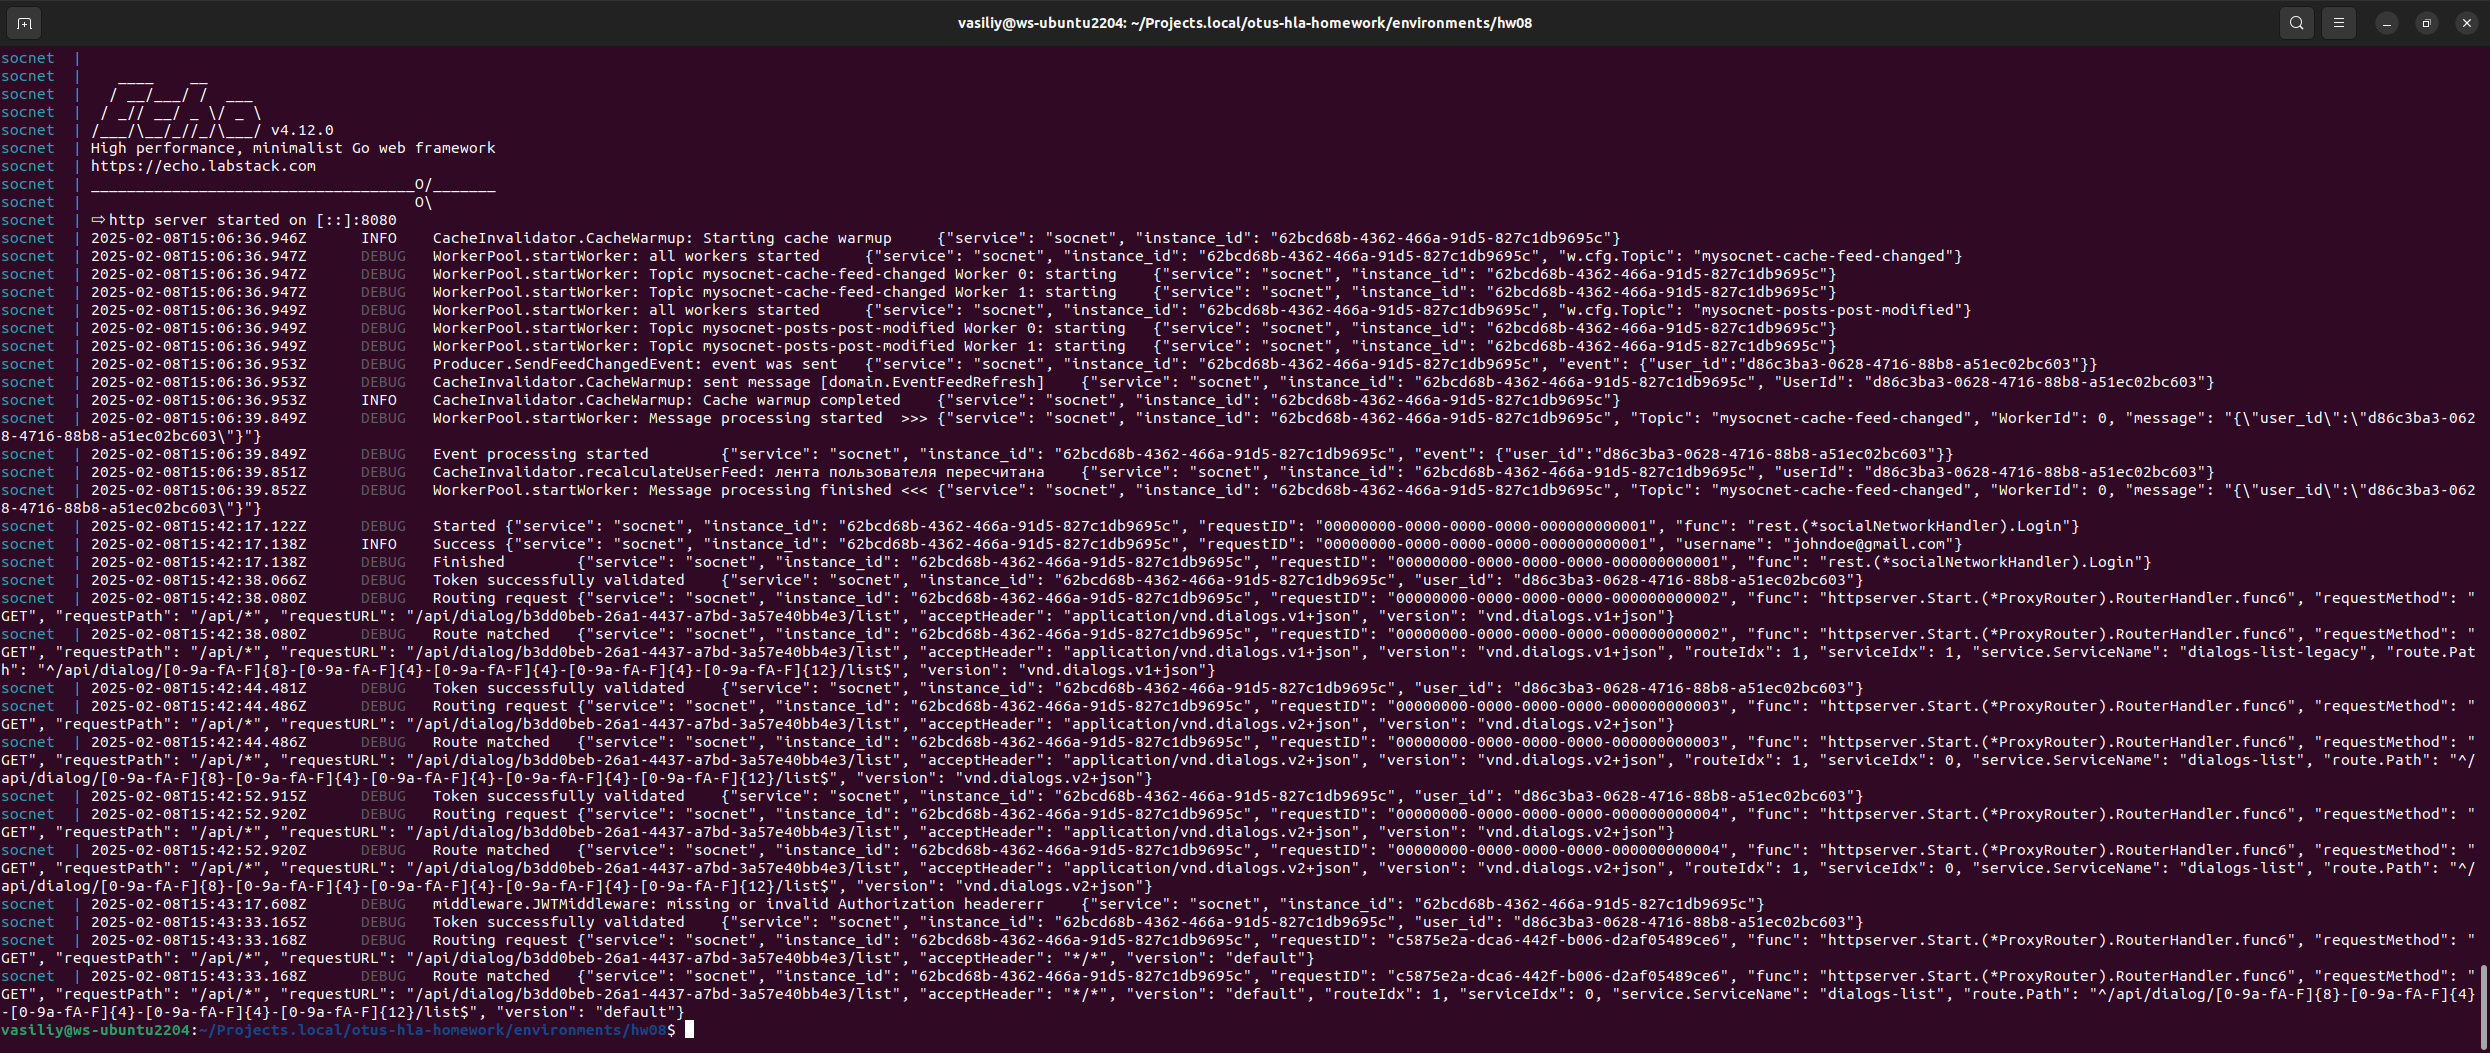 vasiliy@ws-ubuntu2204: ~/Projects.local/otus-hla-homework/environments/hw08
socnet  |
socnet  |    ____    __
socnet  |   / __/___/ /  ___
socnet  |  / _// __/ _ \/ _ \
socnet  | /___/\__/_//_/\___/ v4.12.0
socnet  | High performance, minimalist Go web framework
socnet  | https://echo.labstack.com
socnet  | ____________________________________O/_______
socnet  |                                     O\
socnet  | ⇨ http server started on [::]:8080
socnet  | 2025-02-08T15:06:36.946Z      INFO    CacheInvalidator.CacheWarmup: Starting cache warmup     {"service": "socnet", "instance_id": "62bcd68b-4362-466a-91d5-827c1db9695c"}
socnet  | 2025-02-08T15:06:36.947Z      DEBUG   WorkerPool.startWorker: all workers started     {"service": "socnet", "instance_id": "62bcd68b-4362-466a-91d5-827c1db9695c", "w.cfg.Topic": "mysocnet-cache-feed-changed"}
socnet  | 2025-02-08T15:06:36.947Z      DEBUG   WorkerPool.startWorker: Topic mysocnet-cache-feed-changed Worker 0: starting    {"service": "socnet", "instance_id": "62bcd68b-4362-466a-91d5-827c1db9695c"}
socnet  | 2025-02-08T15:06:36.947Z      DEBUG   WorkerPool.startWorker: Topic mysocnet-cache-feed-changed Worker 1: starting    {"service": "socnet", "instance_id": "62bcd68b-4362-466a-91d5-827c1db9695c"}
socnet  | 2025-02-08T15:06:36.949Z      DEBUG   WorkerPool.startWorker: all workers started     {"service": "socnet", "instance_id": "62bcd68b-4362-466a-91d5-827c1db9695c", "w.cfg.Topic": "mysocnet-posts-post-modified"}
socnet  | 2025-02-08T15:06:36.949Z      DEBUG   WorkerPool.startWorker: Topic mysocnet-posts-post-modified Worker 0: starting   {"service": "socnet", "instance_id": "62bcd68b-4362-466a-91d5-827c1db9695c"}
socnet  | 2025-02-08T15:06:36.949Z      DEBUG   WorkerPool.startWorker: Topic mysocnet-posts-post-modified Worker 1: starting   {"service": "socnet", "instance_id": "62bcd68b-4362-466a-91d5-827c1db9695c"}
socnet  | 2025-02-08T15:06:36.953Z      DEBUG   Producer.SendFeedChangedEvent: event was sent   {"service": "socnet", "instance_id": "62bcd68b-4362-466a-91d5-827c1db9695c", "event": {"user_id":"d86c3ba3-0628-4716-88b8-a51ec02bc603"}}
socnet  | 2025-02-08T15:06:36.953Z      DEBUG   CacheInvalidator.CacheWarmup: sent message [domain.EventFeedRefresh]    {"service": "socnet", "instance_id": "62bcd68b-4362-466a-91d5-827c1db9695c", "UserId": "d86c3ba3-0628-4716-88b8-a51ec02bc603"}
socnet  | 2025-02-08T15:06:36.953Z      INFO    CacheInvalidator.CacheWarmup: Cache warmup completed    {"service": "socnet", "instance_id": "62bcd68b-4362-466a-91d5-827c1db9695c"}
socnet  | 2025-02-08T15:06:39.849Z      DEBUG   WorkerPool.startWorker: Message processing started  >>> {"service": "socnet", "instance_id": "62bcd68b-4362-466a-91d5-827c1db9695c", "Topic": "mysocnet-cache-feed-changed", "WorkerId": 0, "message": "{\"user_id\":\"d86c3ba3-062
8-4716-88b8-a51ec02bc603\"}"}
socnet  | 2025-02-08T15:06:39.849Z      DEBUG   Event processing started        {"service": "socnet", "instance_id": "62bcd68b-4362-466a-91d5-827c1db9695c", "event": {"user_id":"d86c3ba3-0628-4716-88b8-a51ec02bc603"}}
socnet  | 2025-02-08T15:06:39.851Z      DEBUG   CacheInvalidator.recalculateUserFeed: лента пользователя пересчитана    {"service": "socnet", "instance_id": "62bcd68b-4362-466a-91d5-827c1db9695c", "userId": "d86c3ba3-0628-4716-88b8-a51ec02bc603"}
socnet  | 2025-02-08T15:06:39.852Z      DEBUG   WorkerPool.startWorker: Message processing finished <<< {"service": "socnet", "instance_id": "62bcd68b-4362-466a-91d5-827c1db9695c", "Topic": "mysocnet-cache-feed-changed", "WorkerId": 0, "message": "{\"user_id\":\"d86c3ba3-062
8-4716-88b8-a51ec02bc603\"}"}
socnet  | 2025-02-08T15:42:17.122Z      DEBUG   Started {"service": "socnet", "instance_id": "62bcd68b-4362-466a-91d5-827c1db9695c", "requestID": "00000000-0000-0000-0000-000000000001", "func": "rest.(*socialNetworkHandler).Login"}
socnet  | 2025-02-08T15:42:17.138Z      INFO    Success {"service": "socnet", "instance_id": "62bcd68b-4362-466a-91d5-827c1db9695c", "requestID": "00000000-0000-0000-0000-000000000001", "username": "johndoe@gmail.com"}
socnet  | 2025-02-08T15:42:17.138Z      DEBUG   Finished        {"service": "socnet", "instance_id": "62bcd68b-4362-466a-91d5-827c1db9695c", "requestID": "00000000-0000-0000-0000-000000000001", "func": "rest.(*socialNetworkHandler).Login"}
socnet  | 2025-02-08T15:42:38.066Z      DEBUG   Token successfully validated    {"service": "socnet", "instance_id": "62bcd68b-4362-466a-91d5-827c1db9695c", "user_id": "d86c3ba3-0628-4716-88b8-a51ec02bc603"}
socnet  | 2025-02-08T15:42:38.080Z      DEBUG   Routing request {"service": "socnet", "instance_id": "62bcd68b-4362-466a-91d5-827c1db9695c", "requestID": "00000000-0000-0000-0000-000000000002", "func": "httpserver.Start.(*ProxyRouter).RouterHandler.func6", "requestMethod": "
GET", "requestPath": "/api/*", "requestURL": "/api/dialog/b3dd0beb-26a1-4437-a7bd-3a57e40bb4e3/list", "acceptHeader": "application/vnd.dialogs.v1+json", "version": "vnd.dialogs.v1+json"}
socnet  | 2025-02-08T15:42:38.080Z      DEBUG   Route matched   {"service": "socnet", "instance_id": "62bcd68b-4362-466a-91d5-827c1db9695c", "requestID": "00000000-0000-0000-0000-000000000002", "func": "httpserver.Start.(*ProxyRouter).RouterHandler.func6", "requestMethod": "
GET", "requestPath": "/api/*", "requestURL": "/api/dialog/b3dd0beb-26a1-4437-a7bd-3a57e40bb4e3/list", "acceptHeader": "application/vnd.dialogs.v1+json", "version": "vnd.dialogs.v1+json", "routeIdx": 1, "serviceIdx": 1, "service.ServiceName": "dialogs-list-legacy", "route.Pat
h": "^/api/dialog/[0-9a-fA-F]{8}-[0-9a-fA-F]{4}-[0-9a-fA-F]{4}-[0-9a-fA-F]{4}-[0-9a-fA-F]{12}/list$", "version": "vnd.dialogs.v1+json"}
socnet  | 2025-02-08T15:42:44.481Z      DEBUG   Token successfully validated    {"service": "socnet", "instance_id": "62bcd68b-4362-466a-91d5-827c1db9695c", "user_id": "d86c3ba3-0628-4716-88b8-a51ec02bc603"}
socnet  | 2025-02-08T15:42:44.486Z      DEBUG   Routing request {"service": "socnet", "instance_id": "62bcd68b-4362-466a-91d5-827c1db9695c", "requestID": "00000000-0000-0000-0000-000000000003", "func": "httpserver.Start.(*ProxyRouter).RouterHandler.func6", "requestMethod": "
GET", "requestPath": "/api/*", "requestURL": "/api/dialog/b3dd0beb-26a1-4437-a7bd-3a57e40bb4e3/list", "acceptHeader": "application/vnd.dialogs.v2+json", "version": "vnd.dialogs.v2+json"}
socnet  | 2025-02-08T15:42:44.486Z      DEBUG   Route matched   {"service": "socnet", "instance_id": "62bcd68b-4362-466a-91d5-827c1db9695c", "requestID": "00000000-0000-0000-0000-000000000003", "func": "httpserver.Start.(*ProxyRouter).RouterHandler.func6", "requestMethod": "
GET", "requestPath": "/api/*", "requestURL": "/api/dialog/b3dd0beb-26a1-4437-a7bd-3a57e40bb4e3/list", "acceptHeader": "application/vnd.dialogs.v2+json", "version": "vnd.dialogs.v2+json", "routeIdx": 1, "serviceIdx": 0, "service.ServiceName": "dialogs-list", "route.Path": "^/
api/dialog/[0-9a-fA-F]{8}-[0-9a-fA-F]{4}-[0-9a-fA-F]{4}-[0-9a-fA-F]{4}-[0-9a-fA-F]{12}/list$", "version": "vnd.dialogs.v2+json"}
socnet  | 2025-02-08T15:42:52.915Z      DEBUG   Token successfully validated    {"service": "socnet", "instance_id": "62bcd68b-4362-466a-91d5-827c1db9695c", "user_id": "d86c3ba3-0628-4716-88b8-a51ec02bc603"}
socnet  | 2025-02-08T15:42:52.920Z      DEBUG   Routing request {"service": "socnet", "instance_id": "62bcd68b-4362-466a-91d5-827c1db9695c", "requestID": "00000000-0000-0000-0000-000000000004", "func": "httpserver.Start.(*ProxyRouter).RouterHandler.func6", "requestMethod": "
GET", "requestPath": "/api/*", "requestURL": "/api/dialog/b3dd0beb-26a1-4437-a7bd-3a57e40bb4e3/list", "acceptHeader": "application/vnd.dialogs.v2+json", "version": "vnd.dialogs.v2+json"}
socnet  | 2025-02-08T15:42:52.920Z      DEBUG   Route matched   {"service": "socnet", "instance_id": "62bcd68b-4362-466a-91d5-827c1db9695c", "requestID": "00000000-0000-0000-0000-000000000004", "func": "httpserver.Start.(*ProxyRouter).RouterHandler.func6", "requestMethod": "
GET", "requestPath": "/api/*", "requestURL": "/api/dialog/b3dd0beb-26a1-4437-a7bd-3a57e40bb4e3/list", "acceptHeader": "application/vnd.dialogs.v2+json", "version": "vnd.dialogs.v2+json", "routeIdx": 1, "serviceIdx": 0, "service.ServiceName": "dialogs-list", "route.Path": "^/
api/dialog/[0-9a-fA-F]{8}-[0-9a-fA-F]{4}-[0-9a-fA-F]{4}-[0-9a-fA-F]{4}-[0-9a-fA-F]{12}/list$", "version": "vnd.dialogs.v2+json"}
socnet  | 2025-02-08T15:43:17.608Z      DEBUG   middleware.JWTMiddleware: missing or invalid Authorization headererr    {"service": "socnet", "instance_id": "62bcd68b-4362-466a-91d5-827c1db9695c"}
socnet  | 2025-02-08T15:43:33.165Z      DEBUG   Token successfully validated    {"service": "socnet", "instance_id": "62bcd68b-4362-466a-91d5-827c1db9695c", "user_id": "d86c3ba3-0628-4716-88b8-a51ec02bc603"}
socnet  | 2025-02-08T15:43:33.168Z      DEBUG   Routing request {"service": "socnet", "instance_id": "62bcd68b-4362-466a-91d5-827c1db9695c", "requestID": "c5875e2a-dca6-442f-b006-d2af05489ce6", "func": "httpserver.Start.(*ProxyRouter).RouterHandler.func6", "requestMethod": "
GET", "requestPath": "/api/*", "requestURL": "/api/dialog/b3dd0beb-26a1-4437-a7bd-3a57e40bb4e3/list", "acceptHeader": "*/*", "version": "default"}
socnet  | 2025-02-08T15:43:33.168Z      DEBUG   Route matched   {"service": "socnet", "instance_id": "62bcd68b-4362-466a-91d5-827c1db9695c", "requestID": "c5875e2a-dca6-442f-b006-d2af05489ce6", "func": "httpserver.Start.(*ProxyRouter).RouterHandler.func6", "requestMethod": "
GET", "requestPath": "/api/*", "requestURL": "/api/dialog/b3dd0beb-26a1-4437-a7bd-3a57e40bb4e3/list", "acceptHeader": "*/*", "version": "default", "routeIdx": 1, "serviceIdx": 0, "service.ServiceName": "dialogs-list", "route.Path": "^/api/dialog/[0-9a-fA-F]{8}-[0-9a-fA-F]{4}
-[0-9a-fA-F]{4}-[0-9a-fA-F]{4}-[0-9a-fA-F]{12}/list$", "version": "default"}
vasiliy@ws-ubuntu2204:~/Projects.local/otus-hla-homework/environments/hw08$